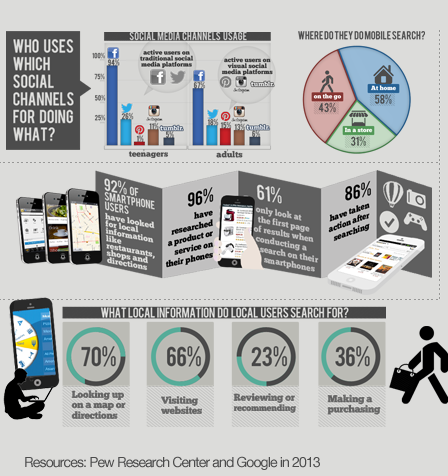 WHO USES
WHICH
SOCIAL
CHANNELS
FOR DOING
WHAT?
SOCIAL MEDIA CHANNELS USAGE
100%
75%
50%
25%
94%
26%
active users on
traditional social
media platforms
active users on
visual social
media platforms
tumblr.
tumblr.
tumblr.
67%
teenagers
adults
WHERE DO THEY DO MOBILE SEARCH?
on the go
43%
At home
58%
In a store
31%
92% OF
SMARTPHONE
USERS
have looked
for local
information
like
restaurants,
shops and
directions
96%
have
researched
a product or
service on
their phones
61%
only look at
the first page
of results when
conducting a
search on their
smartphones
86%
have taken
action after
searching
WHAT LOCAL INFORMATION DO LOCAL USERS SEARCH FOR?
70%
Looking up
on a map or
directions
66%
Visiting
websites
23%
Reviewing or
recommending
36%
Making a
purchasing
Resources: Pew Research Center and Google in 2013